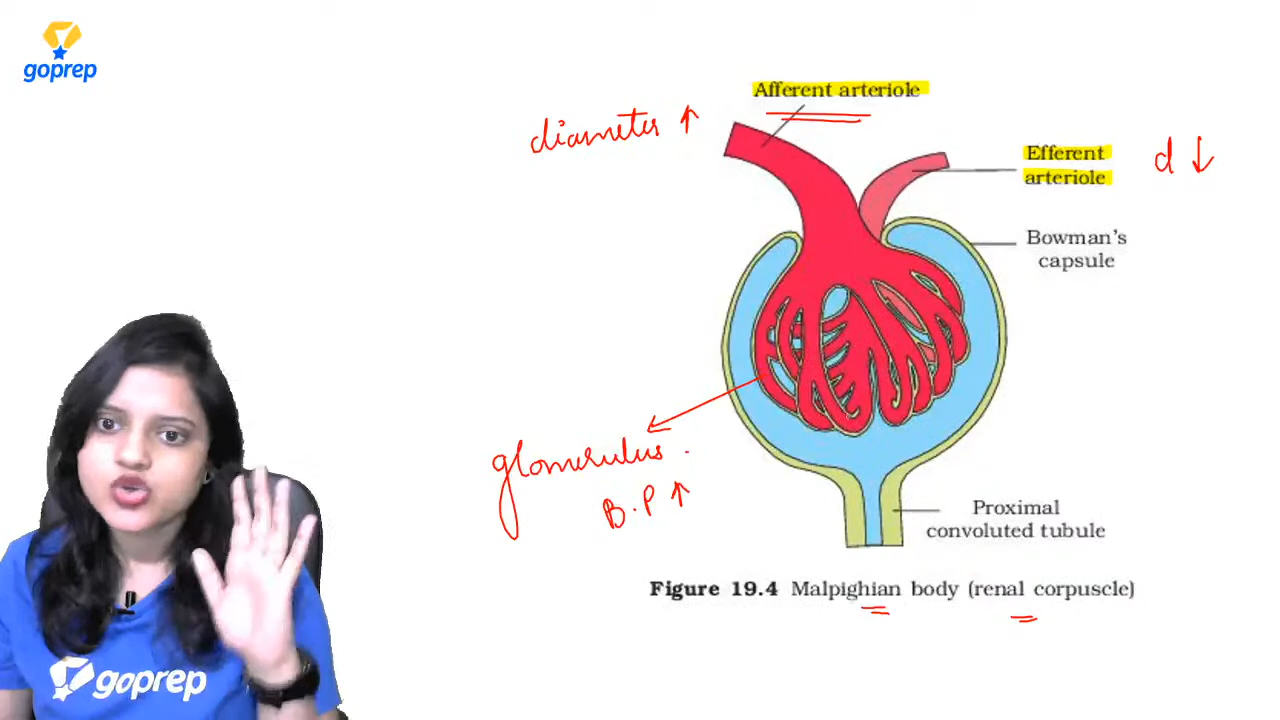 goprep
Afferent arteriole
diameter ↑
Efferent
arteriole
d ↓
Bowman's
capsule
glomerulus.
B.P ↑
Proximal
convoluted tubule
Figure 19.4 Malpighian body (renal corpuscle)
goprep